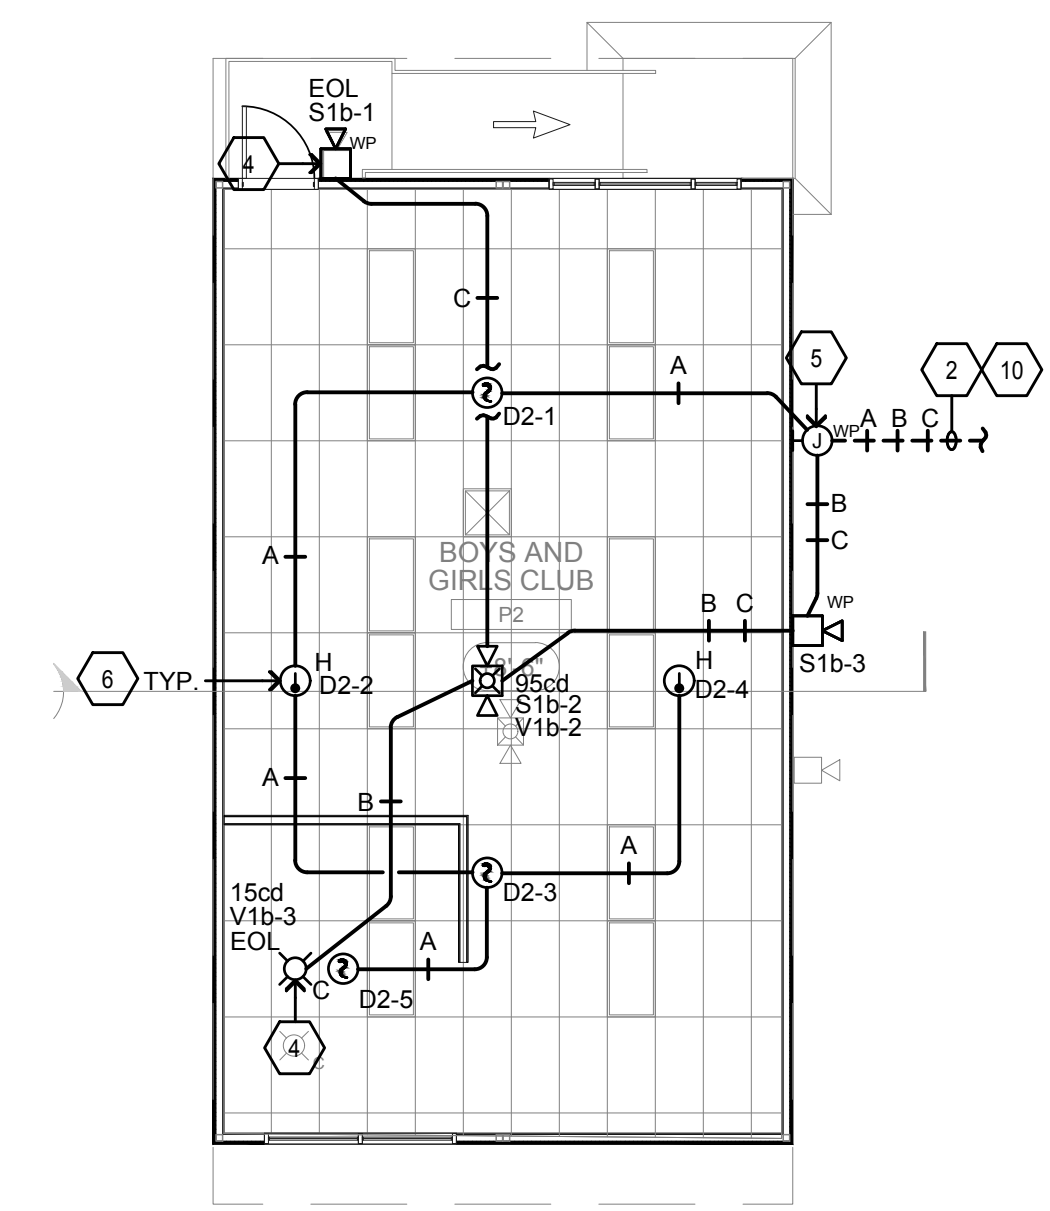 EOL
S1b-1
WP
4
C
A
5
2
10
D2-1
WP
A
B
C
J
B
C
A
BOYS AND
GIRLS CLUB
P2
B
C
WP
S1b-3
6
TYP.
H
D2-2
8'-6"
95cd
S1b-2
V1b-2
H
D2-4
A
B
A
15cd
V1b-3
EOL
D2-3
A
C
D2-5
4
C